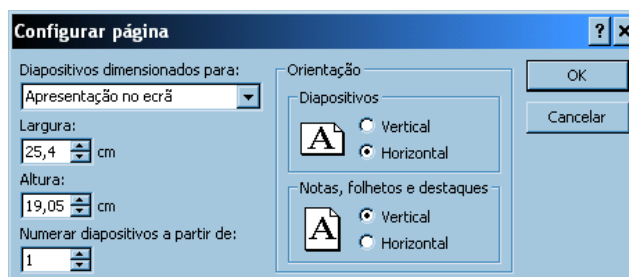 Configurar página
Diapositivos dimensionados para:
Apresentação no ecrã
Largura:
25,4 cm
Altura:
19,05 cm
Numerar diapositivos a partir de:
1
Orientação
Diapositivos
A
Vertical
Horizontal
Notas, folhetos e destaques
A
Vertical
Horizontal
OK
Cancelar